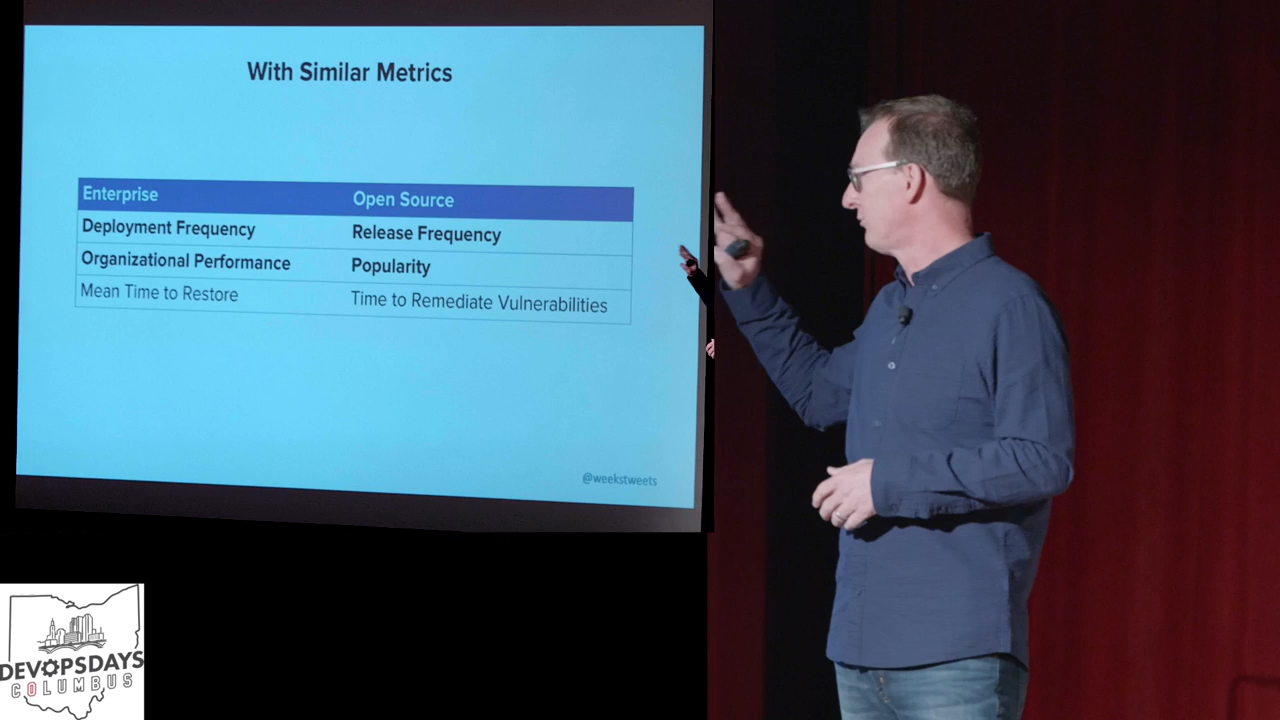 With Similar Metrics
Enterprise Open Source
Deployment Frequency Release Frequency
Organizational Performance Popularity
Mean Time to Restore Time to Remediate Vulnerabilities
@weekstweets
DEVOPSDAYS
COLUMBUS